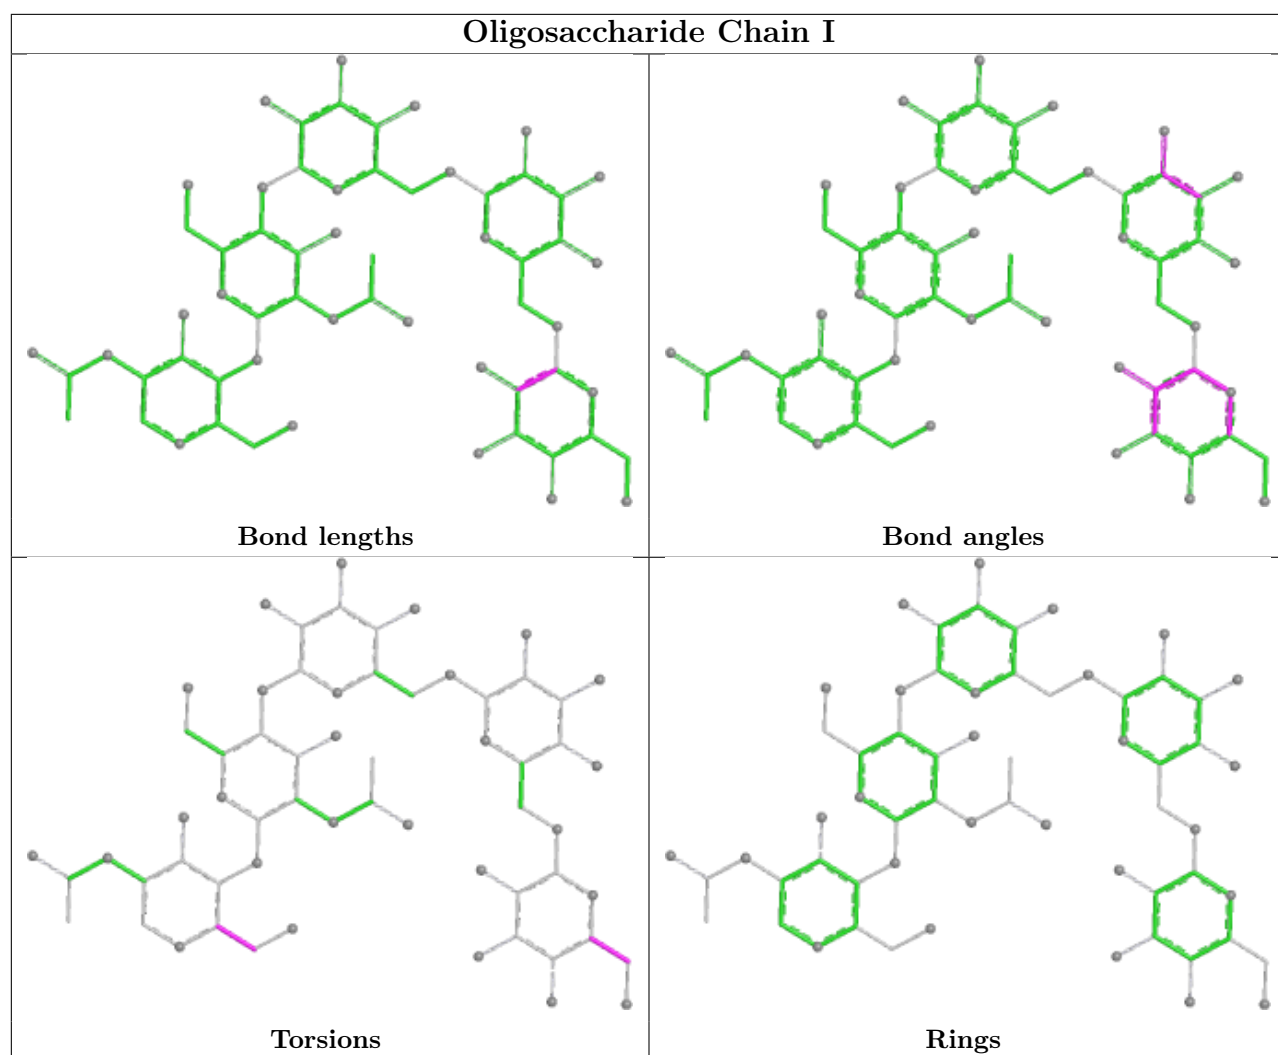 Oligosaccharide Chain I
Bond lengths
Bond angles
Torsions
Rings